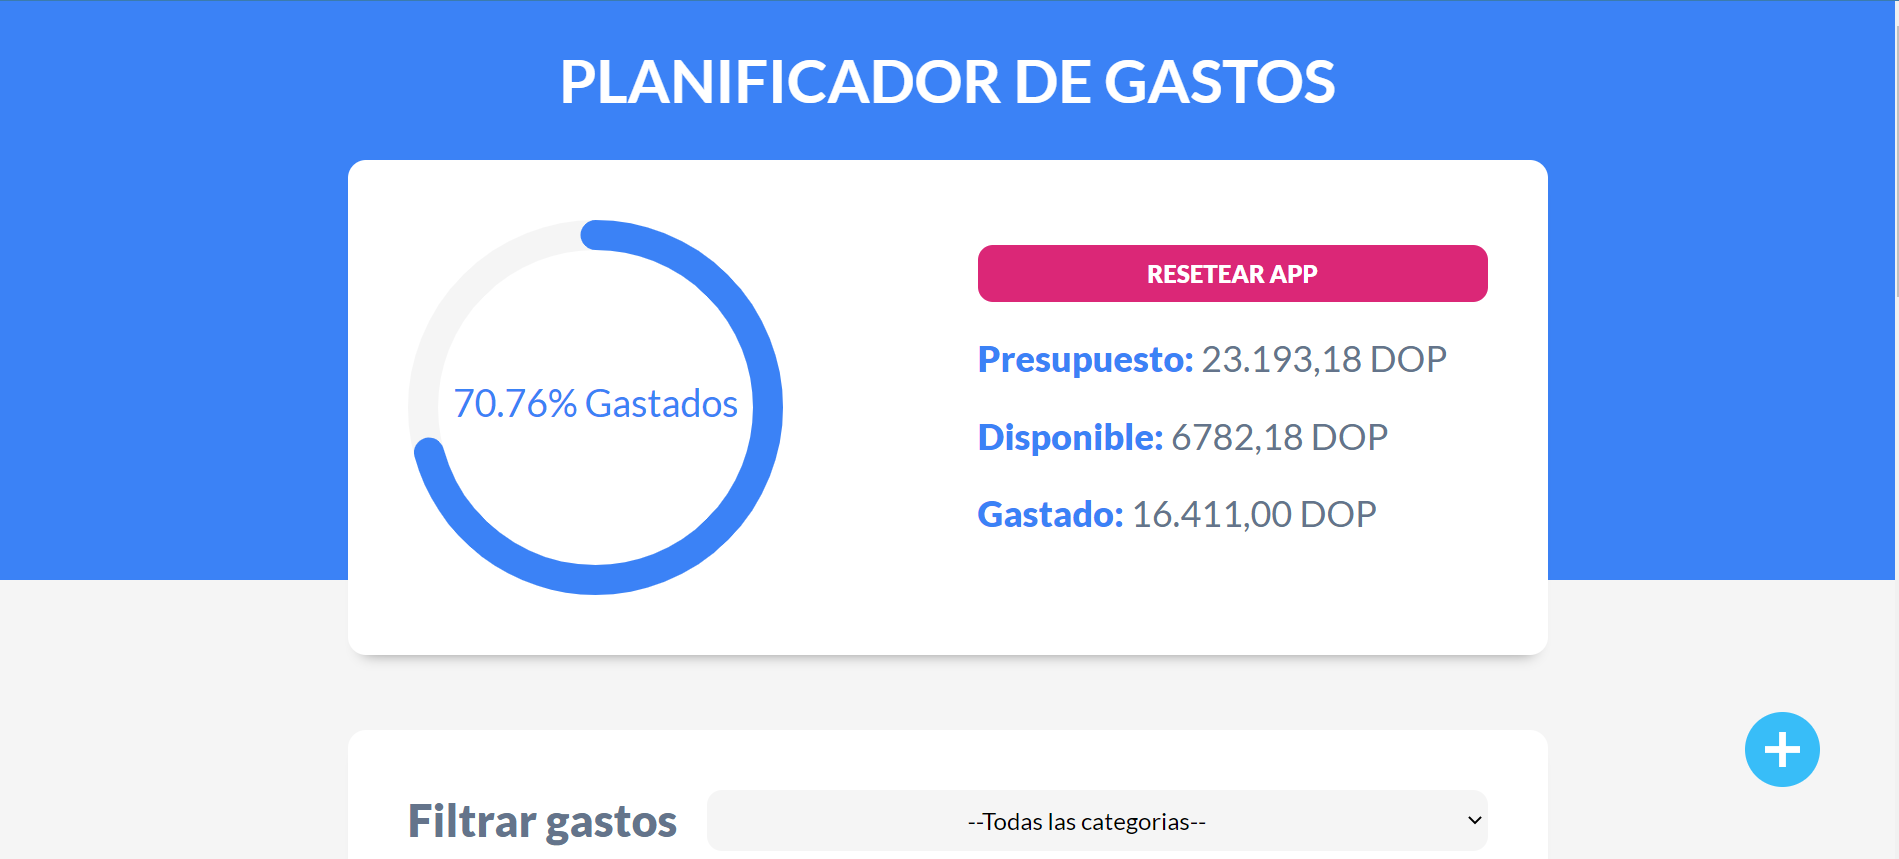 PLANIFICADOR DE GASTOS
70.76% Gastados
RESETEAR APP
Presupuesto: 23.193,18 DOP
Disponible: 6782,18 DOP
Gastado: 16.411,00 DOP
Filtrar gastos
--Todas las categorias--